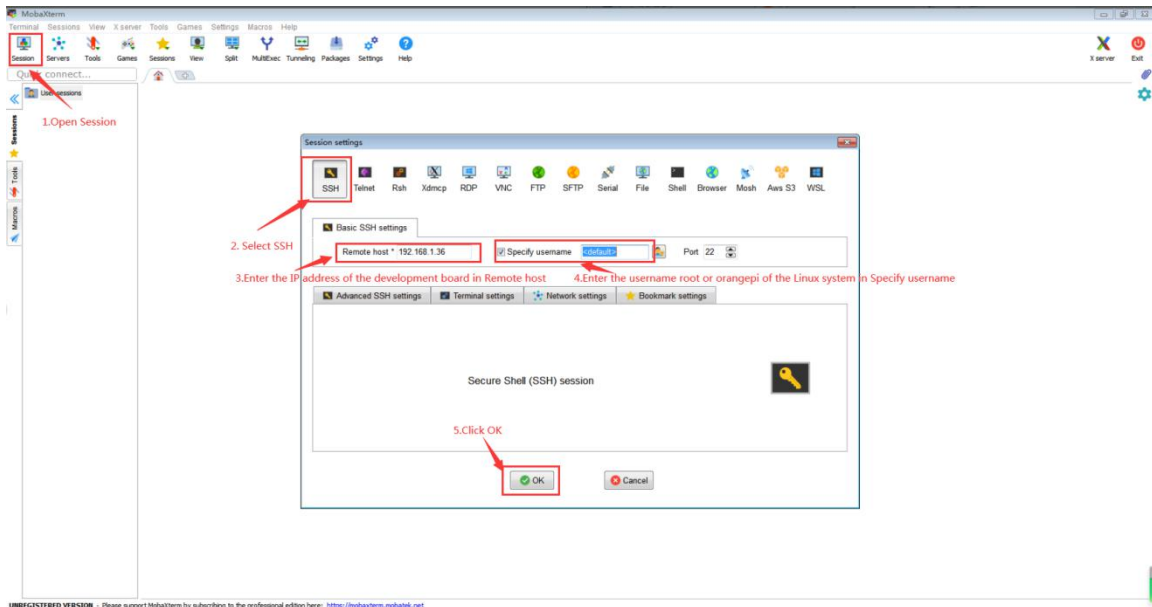 MobaXterm
Terminal Sessions View X server Tools Games Settings Macros Help
Session Servers Tools Games Sessions View Split MultiExec Tunneling Packages Settings Help X server Exit
Quick connect...
User sessions
1.Open Session
Sessions
Tools
Macros
Session settings
SSH Telnet Rsh Xdmcp RDP VNC FTP SFTP Serial File Shell Browser Mosh Aws S3 WSL
Basic SSH settings
2. Select SSH
Remote host * 192.168.1.36 Specify username <default> Port 22
3.Enter the IP address of the development board in Remote host 4.Enter the username root or orangepi of the Linux system in Specify username
Advanced SSH settings Terminal settings Network settings Bookmark settings
Secure Shell (SSH) session
5.Click OK
OK Cancel
UNREGISTERED VERSION - Please support MobaXterm by subscribing to the professional edition here: https://mobaxterm.mobatek.net